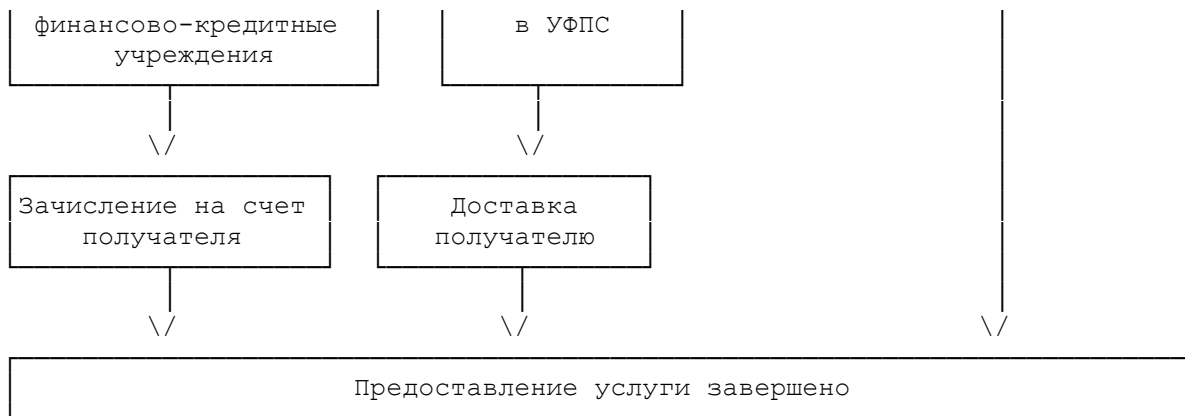 финансово-кредитные
учреждения
в УФПС
Зачисление на счет
получателя
Доставка
получателю
Предоставление услуги завершено